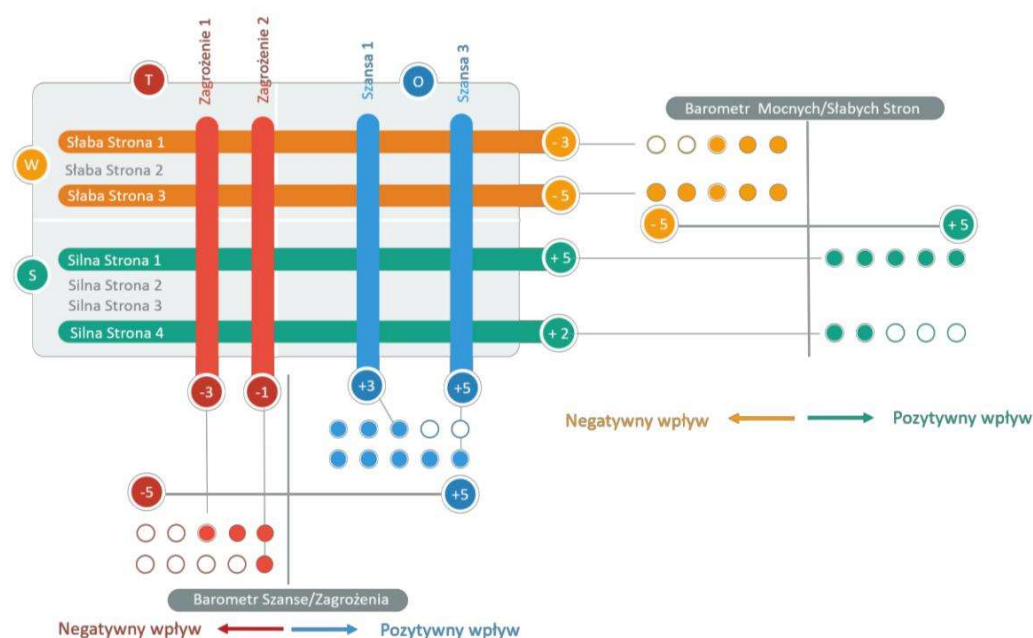 Zagrożenie 1
Zagrożenie 2
Szansa 1
Szansa 3
T
O
Barometr Mocnych/Słabych Stron
W
Słaba Strona 1
- 3
Słaba Strona 2
Słaba Strona 3
- 5
- 5
+ 5
S
Silna Strona 1
+ 5
Silna Strona 2
Silna Strona 3
Silna Strona 4
+ 2
-3
-1
+3
+5
Negatywny wpływ
Pozytywny wpływ
-5
+5
Barometr Szanse/Zagrożenia
Negatywny wpływ
Pozytywny wpływ